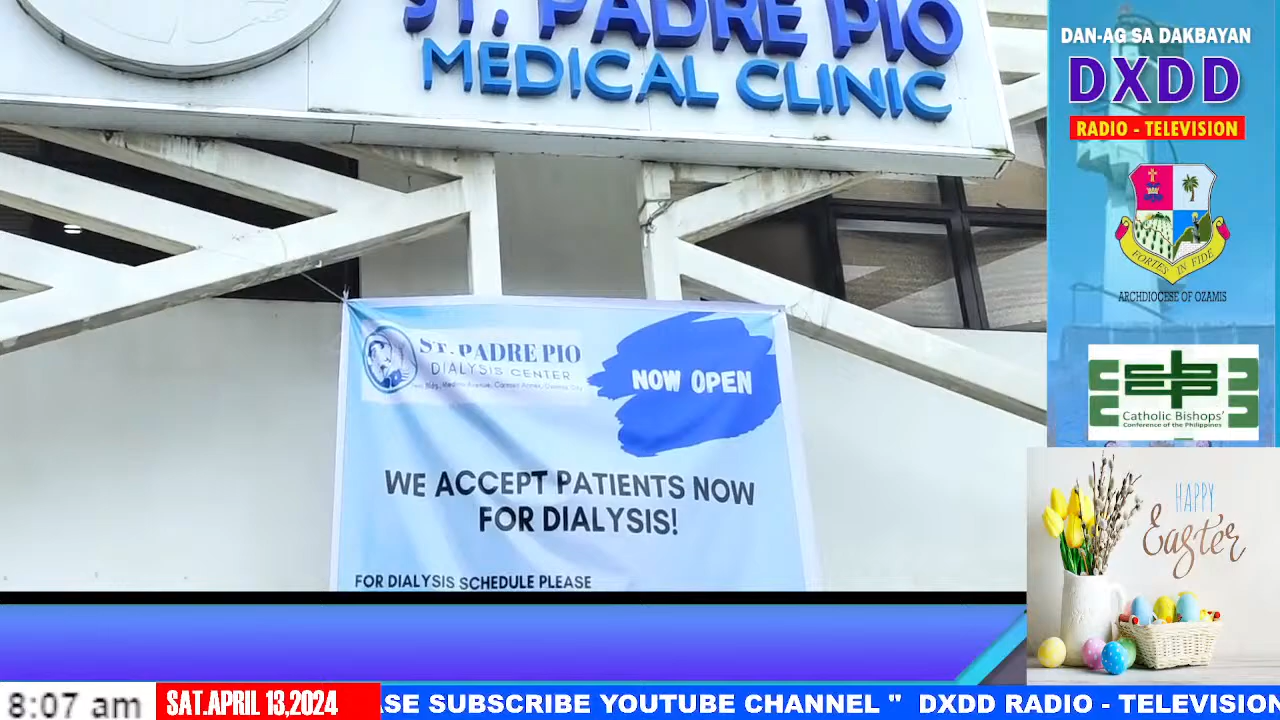 ST. PADRE PIO
MEDICAL CLINIC
ST. PADRE PIO
DIALYSIS CENTER
NOW OPEN
WE ACCEPT PATIENTS NOW
FOR DIALYSIS!
FOR DIALYSIS SCHEDULE PLEASE
DAN-AG SA DAKBAYAN
DXDD
RADIO - TELEVISION
FORTES IN FIDE
ARCHDIOCESE OF OZAMIS
Catholic Bishops'
Conference of the Philippines
HAPPY
Easter
8:07 am
SAT.APRIL 13,2024
SE SUBSCRIBE YOUTUBE CHANNEL " DXDD RADIO - TELEVISION